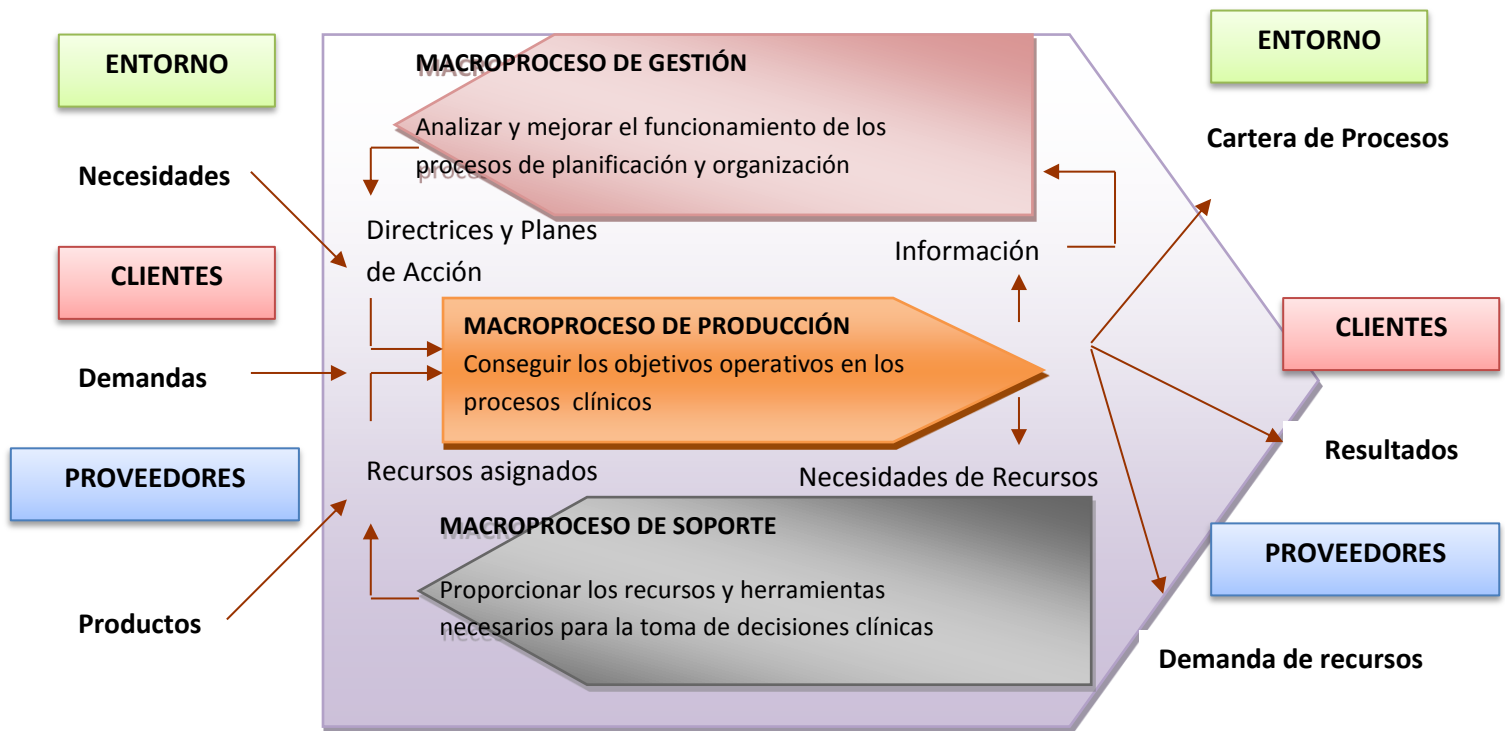 ENTORNO
Necesidades
CLIENTES
Demandas
PROVEEDORES
Productos
MACROPROCESO DE GESTIÓN
Analizar y mejorar el funcionamiento de los
procesos de planificación y organización
Directrices y Planes
de Acción
Información
MACROPROCESO DE PRODUCCIÓN
Conseguir los objetivos operativos en los
procesos clínicos
Recursos asignados
Necesidades de Recursos
MACROPROCESO DE SOPORTE
Proporcionar los recursos y herramientas
necesarios para la toma de decisiones clínicas
ENTORNO
Cartera de Procesos
CLIENTES
Resultados
PROVEEDORES
Demanda de recursos